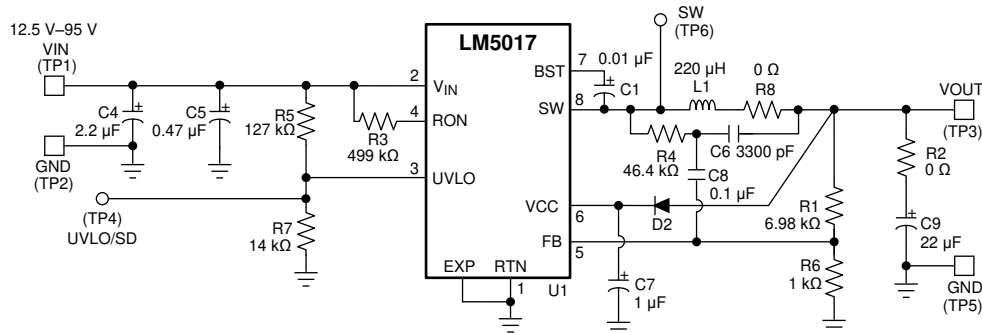 SW
(TP6)
12.5 V–95 V
VIN
(TP1)
LM5017
7
0.01 µF
BST
C1
220 µH
L1
0 Ω
R8
2
VIN
SW
8
VOUT
(TP3)
C4
2.2 µF
C5
0.47 µF
R5
127 kΩ
4
RON
R3
499 kΩ
R4
46.4 kΩ
C6
3300 pF
C8
0.1 µF
R2
0 Ω
GND
(TP2)
3
UVLO
(TP4)
UVLO/SD
R7
14 kΩ
VCC
6
D2
R1
6.98 kΩ
C9
22 µF
FB
5
EXP
RTN
1
U1
C7
1 µF
R6
1 kΩ
GND
(TP5)